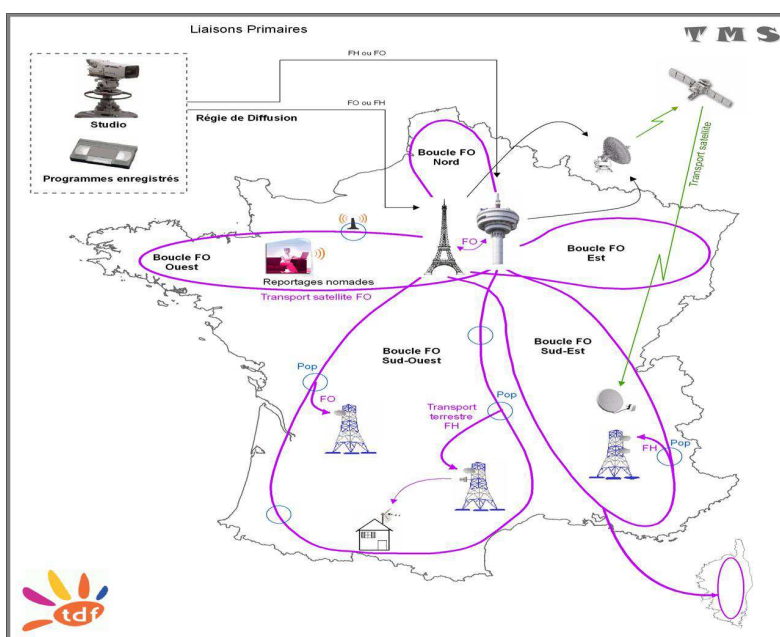 Liaisons Primaires
TMS
FH ou FO
Studio
Régie de Diffusion
FO ou FH
Programmes enregistrés
Boucle FO
Nord
Transport satellite
Boucle FO
Ouest
FO
Boucle FO
Est
Reportages nomades
Transport satellite FO
Boucle FO
Sud-Ouest
Boucle FO
Sud-Est
Pop
FO
Transport
terrestre
FH
Pop
FH
Pop
tdf